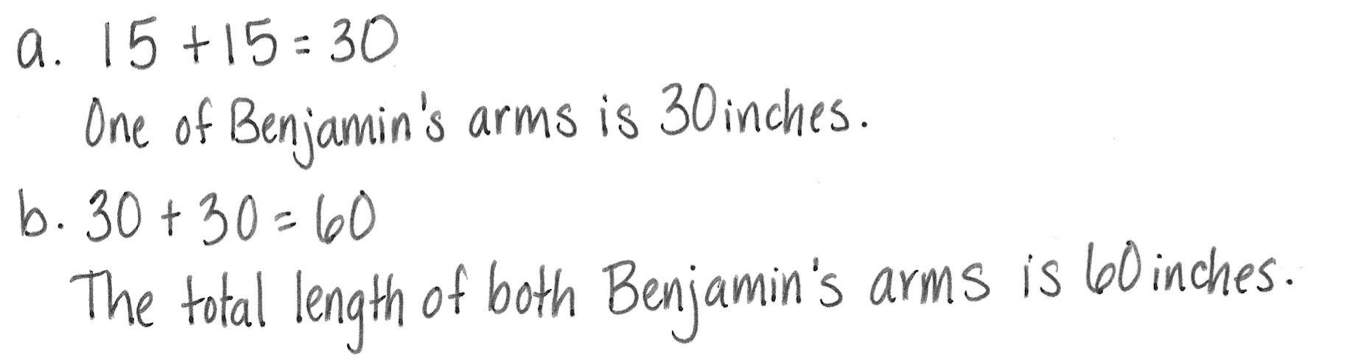 a. 15 + 15 = 30
One of Benjamin's arms is 30 inches.
b. 30 + 30 = 60
The total length of both Benjamin's arms is 60 inches.